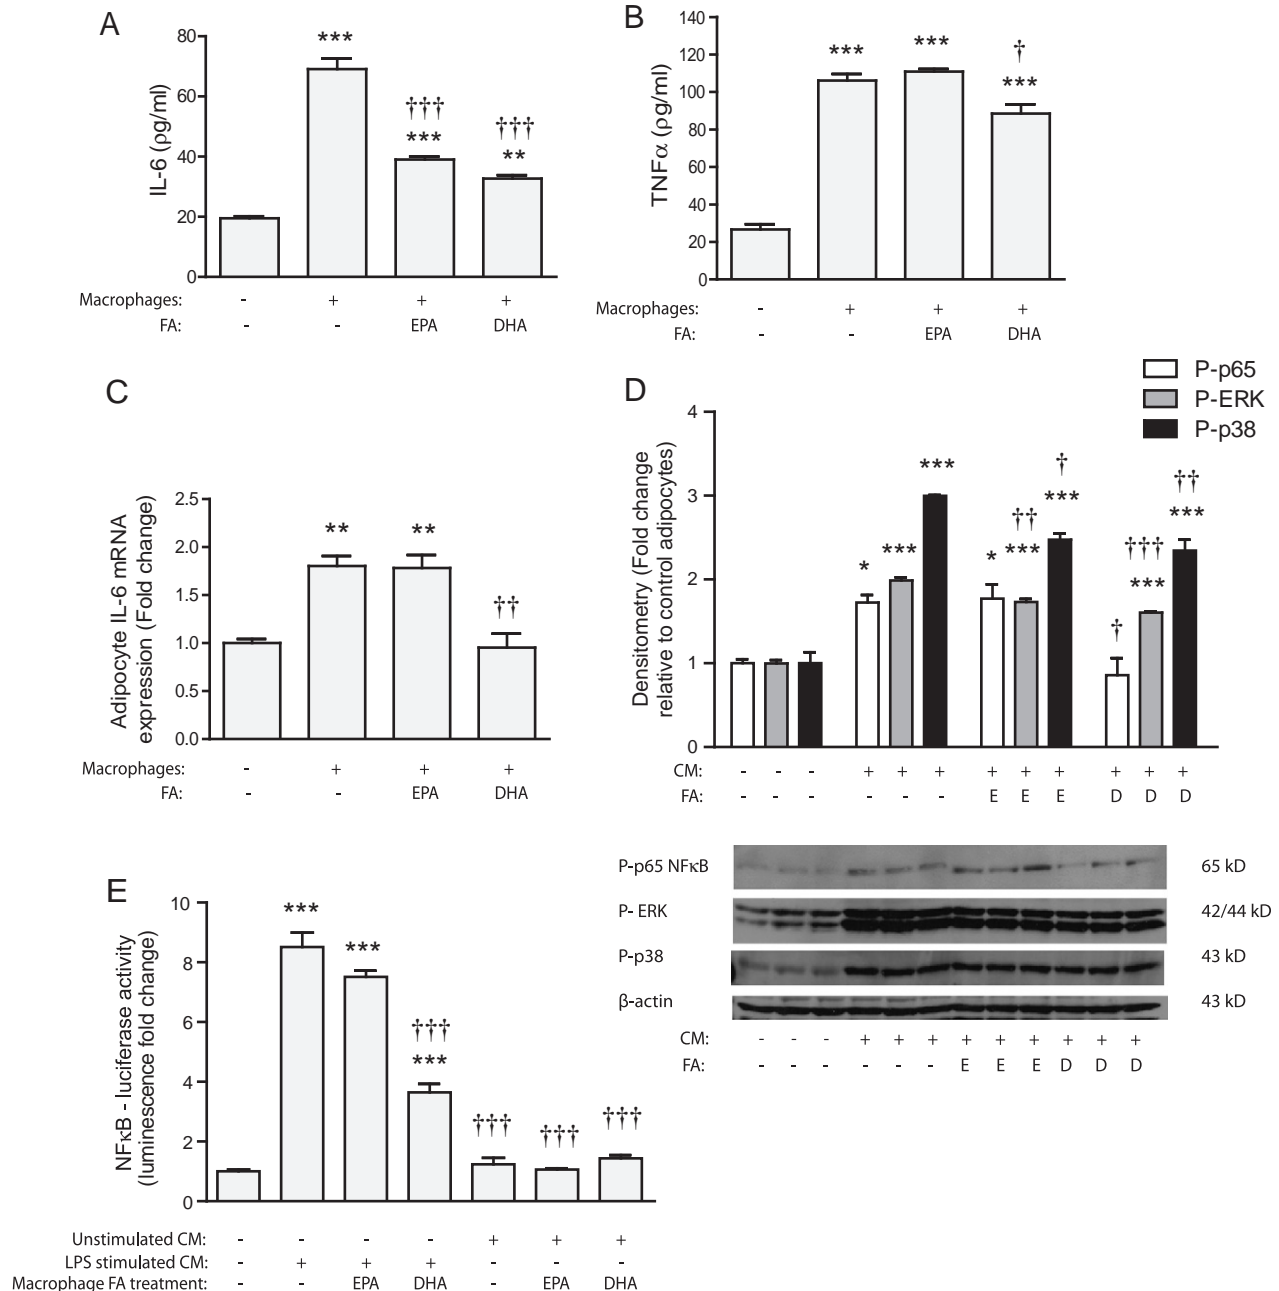 A
IL-6 (ρg/ml)
80
60
40
20
0
***
†††
***
†††
**
Macrophages: - + + +
FA: - - EPA DHA
B
TNFα (ρg/ml)
140
120
100
80
60
40
20
0
***
***
†
***
Macrophages: - + + +
FA: - - EPA DHA
C
Adipocyte IL-6 mRNA
expression (Fold change)
2.5
2.0
1.5
1.0
0.5
0.0
**
**
††
Macrophages: - + + +
FA: - - EPA DHA
D
P-p65
P-ERK
P-p38
Densitometry (Fold change
relative to control adipocytes)
4
3
2
1
0
*
***
***
*
††
***
†
***
†
†††
***
††
***
CM: - - - + + + + + + + + +
FA: - - - - - - E E E D D D
P-p65 NFκB 65 kD
P- ERK 42/44 kD
P-p38 43 kD
β-actin 43 kD
CM: - - - + + + + + + + + +
FA: - - - - - - E E E D D D
E
NFκB - luciferase activity
(luminescence fold change)
10
8
6
4
2
0
***
***
†††
***
†††
†††
†††
Unstimulated CM: - - - - + + +
LPS stimulated CM: - + + + - - -
Macrophage FA treatment: - - EPA DHA - EPA DHA